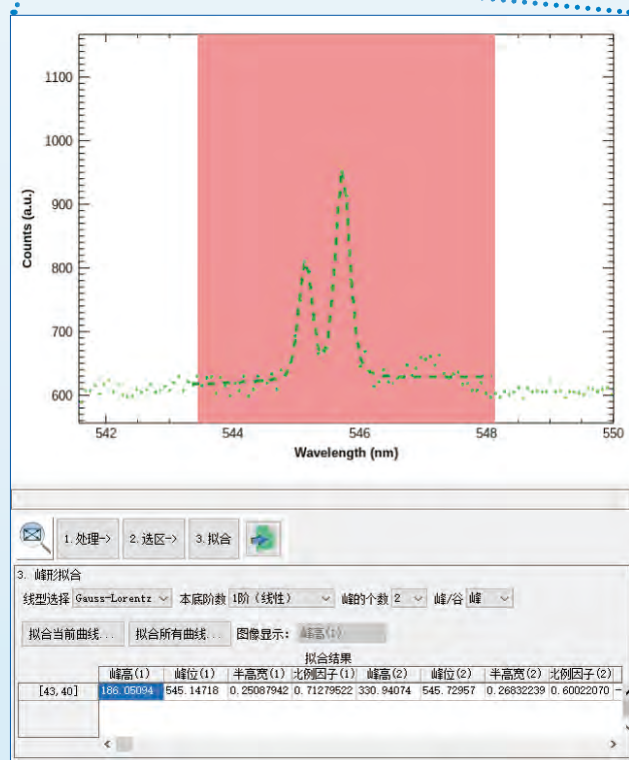 1100
1000
900
800
700
600
Counts (a.u.)
542 544 546 548 550
Wavelength (nm)
1.处理-> 2.选区-> 3.拟合
3. 峰形拟合
线型选择 Gauss-Lorentz 本底阶数 1阶（线性） 峰的个数 2 峰/谷 峰
拟合当前曲线... 拟合所有曲线... 图像显示： 峰高(1)
拟合结果
峰高(1) 峰位(1) 半高宽(1) 比例因子(1) 峰高(2) 峰位(2) 半高宽(2) 比例因子(2)
[43,40] 186.05094 545.14718 0.25087942 0.71279522 330.94074 545.72957 0.26832239 0.60022070 -